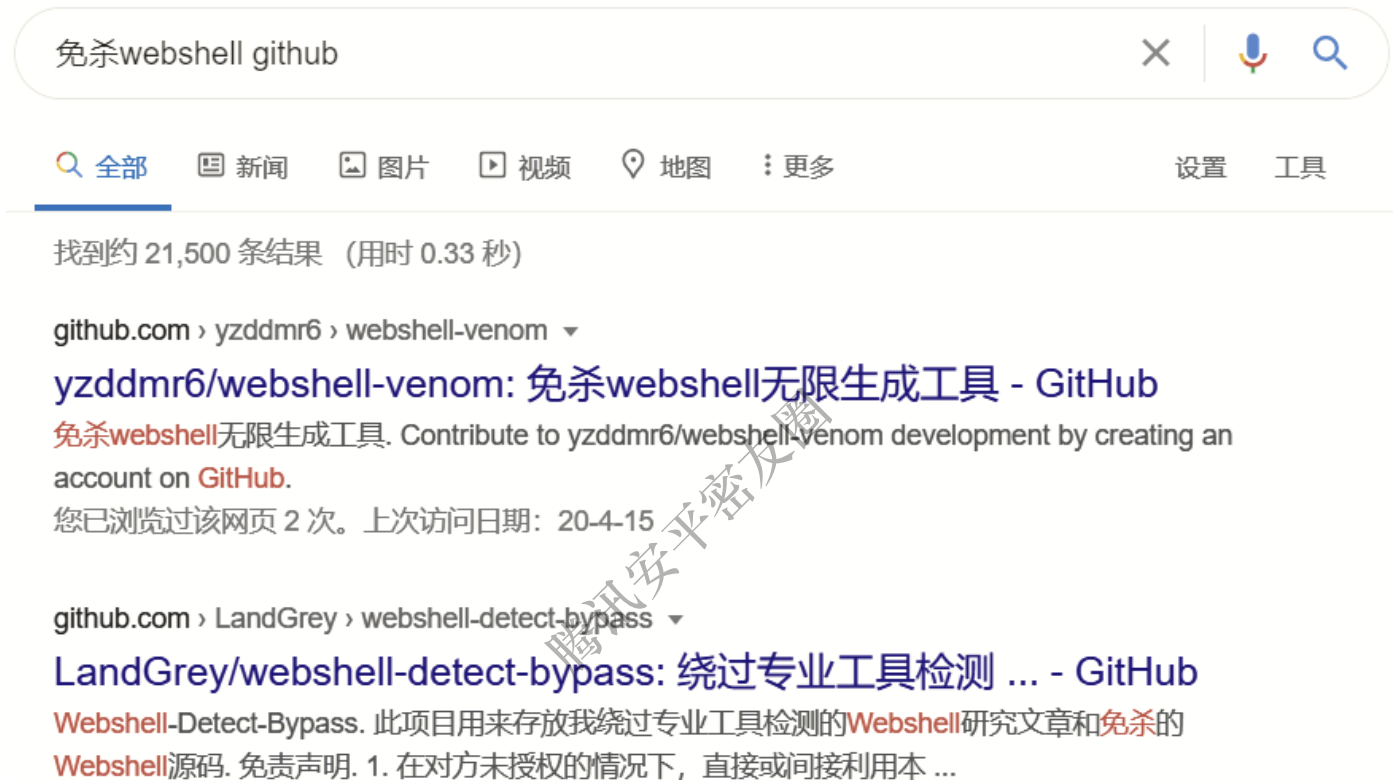 免杀webshell github
全部 新闻 图片 视频 地图 更多 设置 工具
找到约 21,500 条结果 （用时 0.33 秒）
github.com › yzddmr6 › webshell-venom
yzddmr6/webshell-venom: 免杀webshell无限生成工具 - GitHub
免杀webshell无限生成工具. Contribute to yzddmr6/webshell-venom development by creating an
account on GitHub.
您已浏览过该网页 2 次。上次访问日期：20-4-15
github.com › LandGrey › webshell-detect-bypass
LandGrey/webshell-detect-bypass: 绕过专业工具检测 ... - GitHub
Webshell-Detect-Bypass. 此项目用来存放我绕过专业工具检测的Webshell研究文章和免杀的
Webshell源码. 免责声明. 1. 在对方未授权的情况下，直接或间接利用本 ...
腾讯安平密友圈